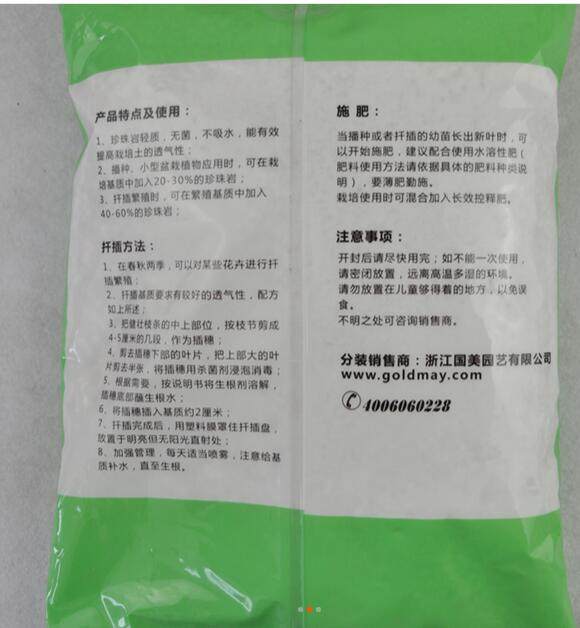 产品特点及使用：
1、珍珠岩轻质，无菌，不吸水，能有效
提高栽培土的透气性；
2、播种、小型盆栽植物应用时，可在栽
培基质中加入20-30%的珍珠岩；
3、扦插繁殖时，可在繁殖基质中加入
40-60%的珍珠岩；
扦插方法：
1、在春秋两季，可以对某些花卉进行扦
插繁殖；
2、扦插基质要求有较好的透气性，配方
如上所述；
3、把健壮枝条的中上部位，按枝节剪成
4-5厘米的几段，作为插穗；
4、剪去插穗下部的叶片，把上部大的叶
片剪去半张，将插穗用杀菌剂浸泡消毒；
5、根据需要，按说明书将生根剂溶解，
插穗底部蘸生根水；
6、将插穗插入基质约2厘米；
7、扦插完成后，用塑料膜罩住扦插盘，
放置于明亮但无阳光直射处；
8、加强管理，每天适当喷雾，注意给基
质补水，直至生根。
施 肥：
当播种或者扦插的幼苗长出新叶时，可
以开始施肥，建议配合使用水溶性肥（
肥料使用方法请依据具体的肥料种类说
明），要薄肥勤施。
栽培使用时可混合加入长效控释肥。
注意事项：
开封后请尽快用完；如不能一次使用，
请密闭放置，远离高温多湿的环境。
请勿放置在儿童够得着的地方，以免误
食。
不明之处可咨询销售商。
分装销售商：浙江国美园艺有限公司
www.goldmay.com
4006060228